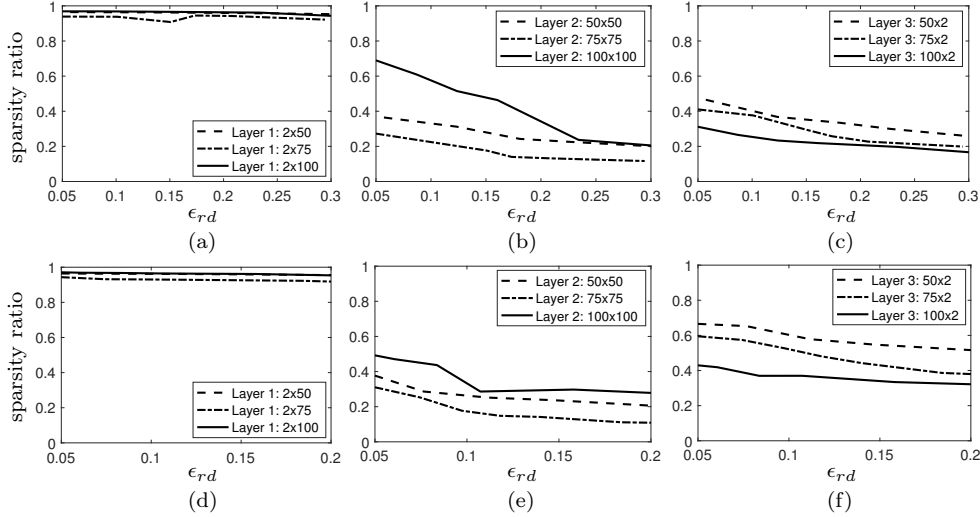 sparsity ratio
1
0.8
0.6
0.4
0.2
0
0.05 0.1 0.15 0.2 0.25 0.3
Layer 1: 2x50
Layer 1: 2x75
Layer 1: 2x100
ϵrd
(a)
1
0.8
0.6
0.4
0.2
0
0.05 0.1 0.15 0.2 0.25 0.3
Layer 2: 50x50
Layer 2: 75x75
Layer 2: 100x100
ϵrd
(b)
1
0.8
0.6
0.4
0.2
0
0.05 0.1 0.15 0.2 0.25 0.3
Layer 3: 50x2
Layer 3: 75x2
Layer 3: 100x2
ϵrd
(c)
sparsity ratio
1
0.8
0.6
0.4
0.2
0
0.05 0.1 0.15 0.2
Layer 1: 2x50
Layer 1: 2x75
Layer 1: 2x100
ϵrd
(d)
1
0.8
0.6
0.4
0.2
0
0.05 0.1 0.15 0.2
Layer 2: 50x50
Layer 2: 75x75
Layer 2: 100x100
ϵrd
(e)
1
0.8
0.6
0.4
0.2
0
0.05 0.1 0.15 0.2
Layer 3: 50x2
Layer 3: 75x2
Layer 3: 100x2
ϵrd
(f)